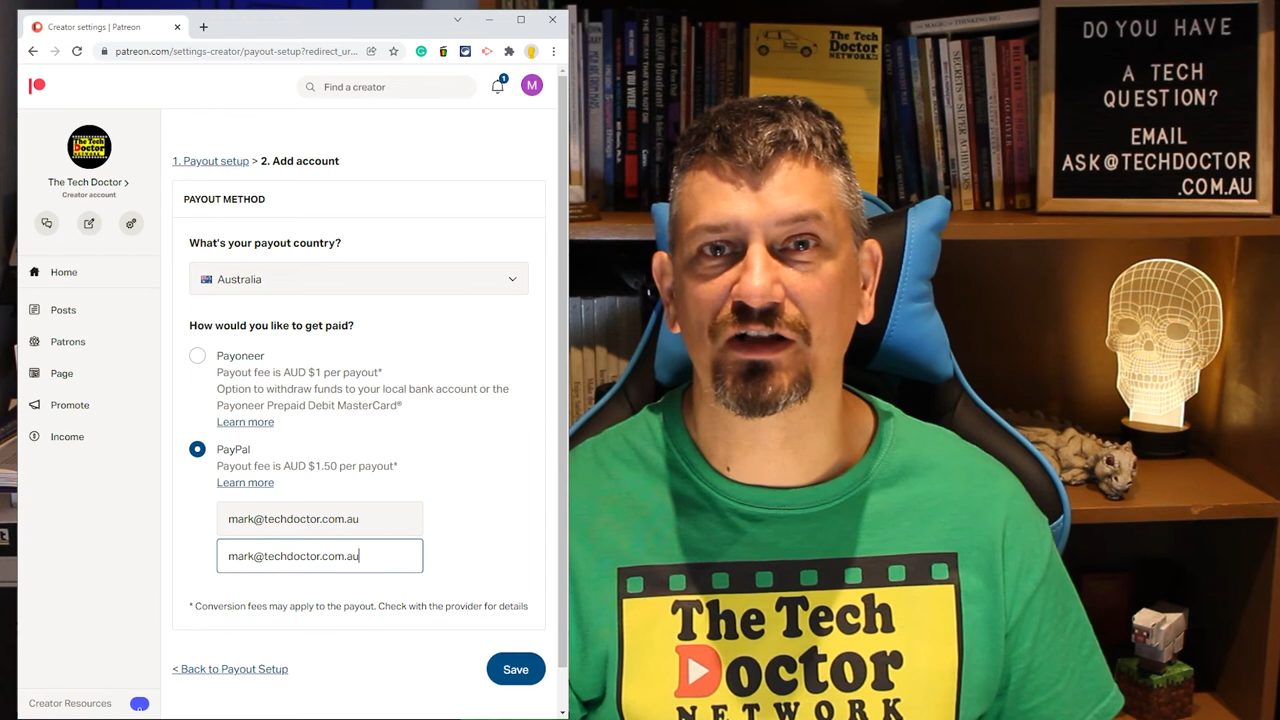 Creator settings | Patreon
patreon.com/settings-creator/payout-setup?redirect_ur...
Find a creator
1
M
The Tech
Doctor
NETWORK
The Tech Doctor
Creator account
Home
Posts
Patrons
Page
Promote
Income
Creator Resources
1. Payout setup > 2. Add account
PAYOUT METHOD
What's your payout country?
Australia
How would you like to get paid?
Payoneer
Payout fee is AUD $1 per payout*
Option to withdraw funds to your local bank account or the
Payoneer Prepaid Debit MasterCard®
Learn more
PayPal
Payout fee is AUD $1.50 per payout*
Learn more
mark@techdoctor.com.au
mark@techdoctor.com.au
* Conversion fees may apply to the payout. Check with the provider for details
< Back to Payout Setup
Save
The Tech
Doctor
NETWORK
DO YOU HAVE
A TECH
QUESTION?
EMAIL
ASK@TECHDOCTOR
.COM.AU
The Tech
Doctor
NETWORK